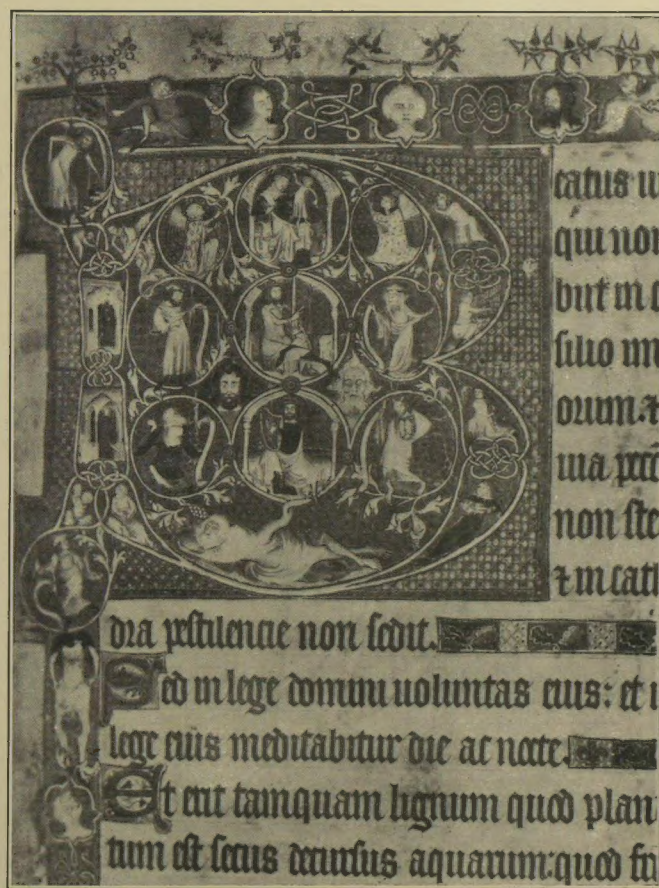 catus u
qui non
biit in c
silio im
orum. &
uia pecc
non ste
& in cath
dra pestilencie non sedit.
Sed in lege domini uoluntas eius: et i
lege eius meditabitur die ac nocte.
Et erit tamquam lignum quod plan
tum est secus decursus aquarum: quod fru